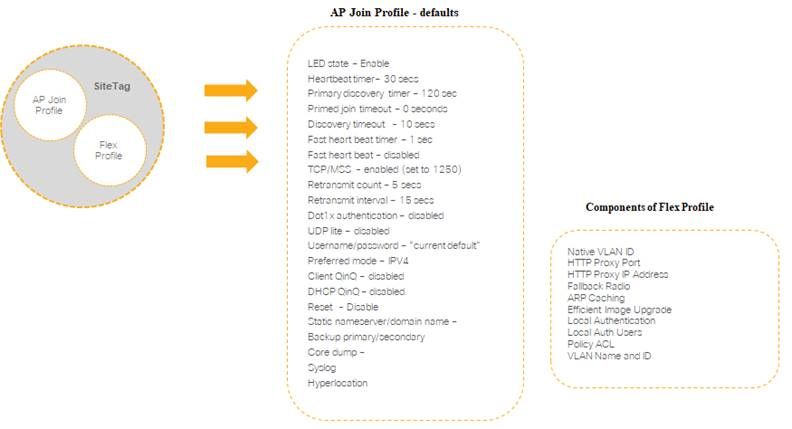 AP Join Profile - defaults
SiteTag
AP Join
Profile
Flex
Profile
LED state – Enable
Heartbeat timer– 30 secs
Primary discovery timer – 120 sec
Primed join timeout – 0 seconds
Discovery timeout – 10 secs
Fast heart beat timer – 1 sec
Fast heart beat – disabled
TCP/MSS – enabled (set to 1250)
Retransmit count – 5 secs
Retransmit interval – 15 secs
Dot1x authentication – disabled
UDP lite – disabled
Username/password – "current default"
Preferred mode – IPV4
Client QinQ – disabled
DHCP QinQ – disabled
Reset – Disable
Static nameserver/domain name –
Backup primary/secondary
Core dump –
Syslog
Hyperlocation
Components of Flex Profile
Native VLAN ID
HTTP Proxy Port
HTTP Proxy IP Address
Fallback Radio
ARP Caching
Efficient Image Upgrade
Local Authentication
Local Auth Users
Policy ACL
VLAN Name and ID